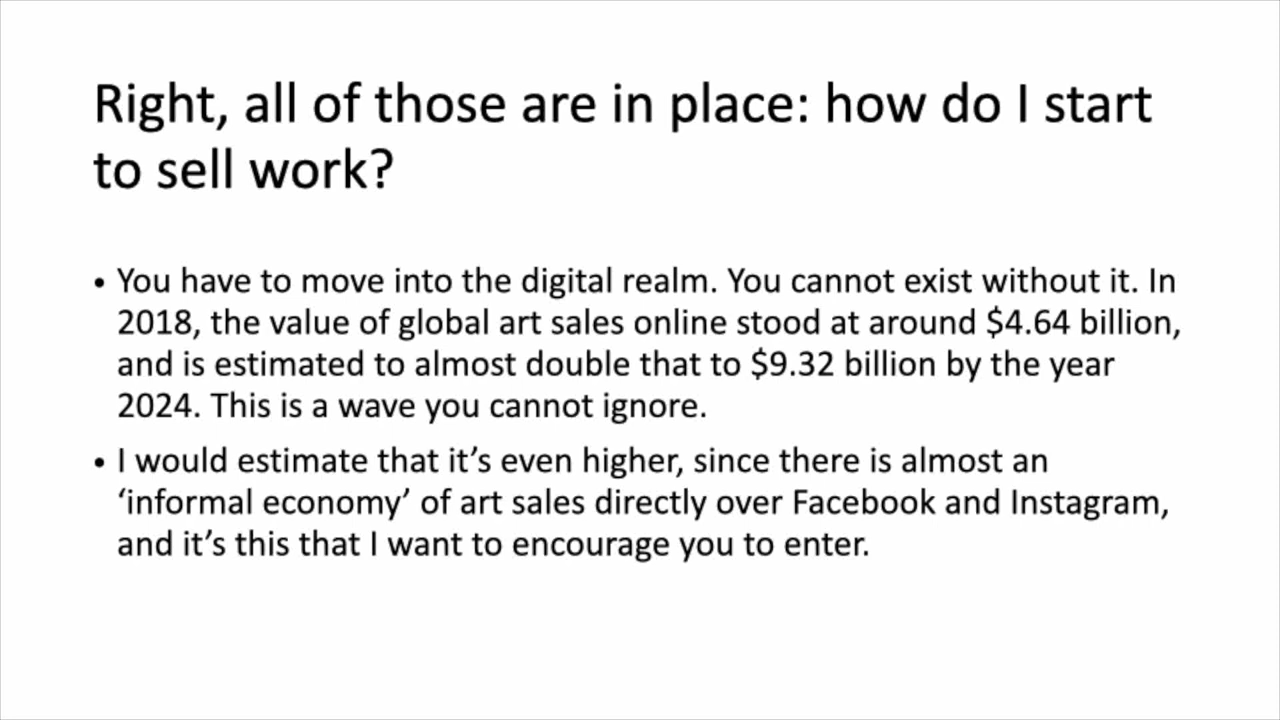 Right, all of those are in place: how do I start
to sell work?
• You have to move into the digital realm. You cannot exist without it. In
2018, the value of global art sales online stood at around $4.64 billion,
and is estimated to almost double that to $9.32 billion by the year
2024. This is a wave you cannot ignore.
• I would estimate that it’s even higher, since there is almost an
‘informal economy’ of art sales directly over Facebook and Instagram,
and it’s this that I want to encourage you to enter.